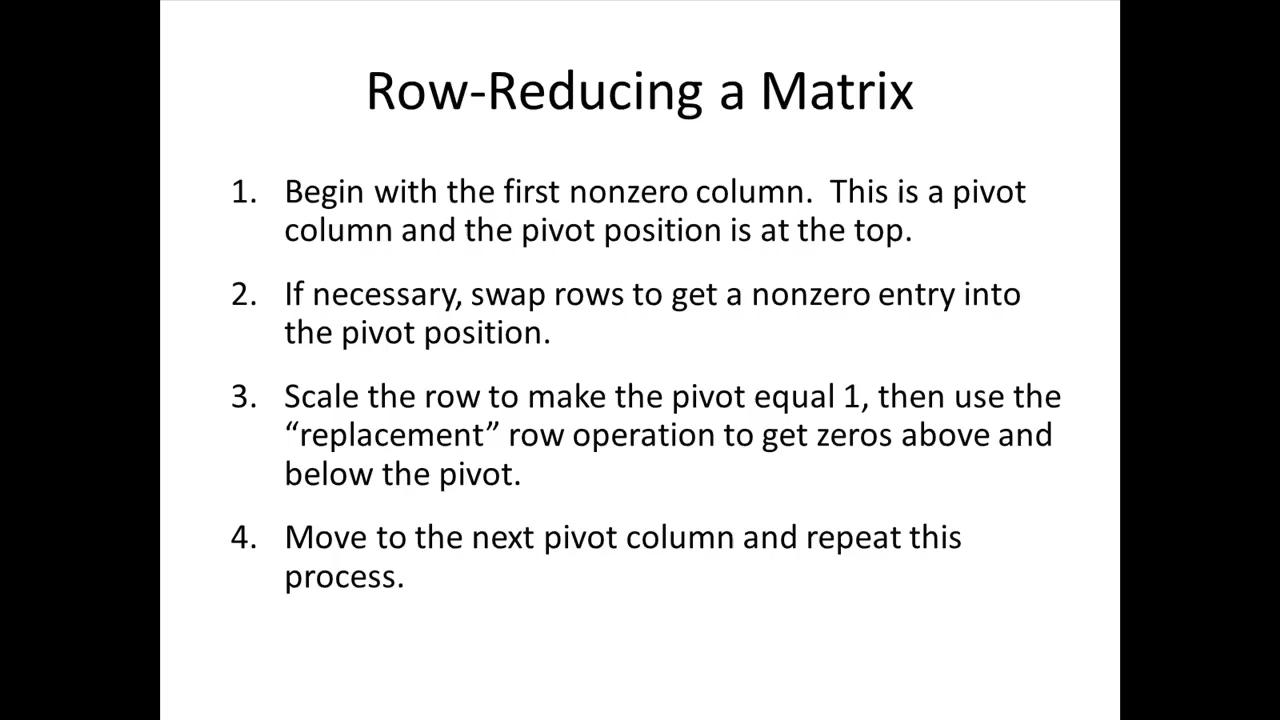 Row-Reducing a Matrix
1. Begin with the first nonzero column.  This is a pivot
column and the pivot position is at the top.
2. If necessary, swap rows to get a nonzero entry into
the pivot position.
3. Scale the row to make the pivot equal 1, then use the
“replacement” row operation to get zeros above and
below the pivot.
4. Move to the next pivot column and repeat this
process.